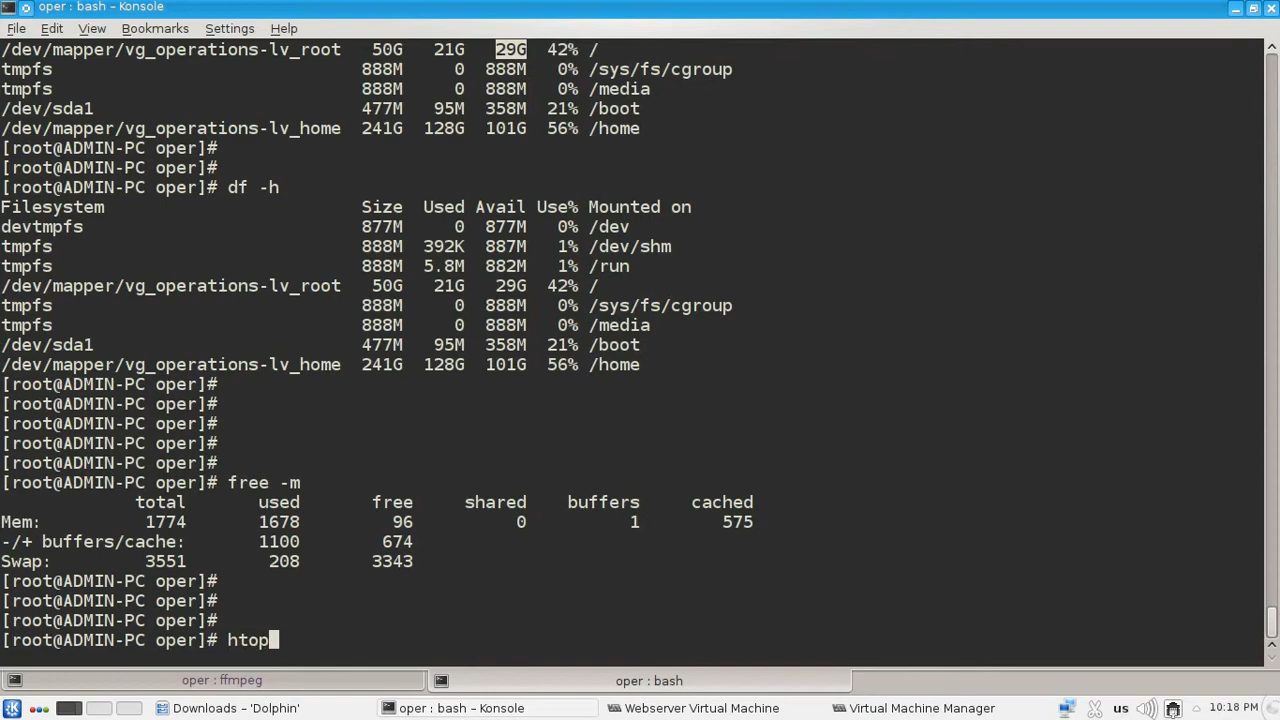 oper : bash – Konsole
File Edit View Bookmarks Settings Help
/dev/mapper/vg_operations-lv_root 50G 21G 29G 42% /
tmpfs 888M 0 888M 0% /sys/fs/cgroup
tmpfs 888M 0 888M 0% /media
/dev/sda1 477M 95M 358M 21% /boot
/dev/mapper/vg_operations-lv_home 241G 128G 101G 56% /home
[root@ADMIN-PC oper]#
[root@ADMIN-PC oper]#
[root@ADMIN-PC oper]# df -h
Filesystem Size Used Avail Use% Mounted on
devtmpfs 877M 0 877M 0% /dev
tmpfs 888M 392K 887M 1% /dev/shm
tmpfs 888M 5.8M 882M 1% /run
/dev/mapper/vg_operations-lv_root 50G 21G 29G 42% /
tmpfs 888M 0 888M 0% /sys/fs/cgroup
tmpfs 888M 0 888M 0% /media
/dev/sda1 477M 95M 358M 21% /boot
/dev/mapper/vg_operations-lv_home 241G 128G 101G 56% /home
[root@ADMIN-PC oper]#
[root@ADMIN-PC oper]#
[root@ADMIN-PC oper]#
[root@ADMIN-PC oper]#
[root@ADMIN-PC oper]#
[root@ADMIN-PC oper]# free -m
total used free shared buffers cached
Mem: 1774 1678 96 0 1 575
-/+ buffers/cache: 1100 674
Swap: 3551 208 3343
[root@ADMIN-PC oper]#
[root@ADMIN-PC oper]#
[root@ADMIN-PC oper]#
[root@ADMIN-PC oper]# htop
oper : ffmpeg oper : bash
Downloads – 'Dolphin' oper : bash – Konsole Webserver Virtual Machine Virtual Machine Manager us 10:18 PM